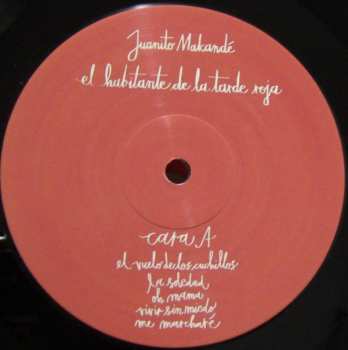 Juanito Makandé
el habitante de la tarde roja
cara A
el vuelo de los cuchillos
la soledad
oh mama
vivir sin miedo
me marcharé